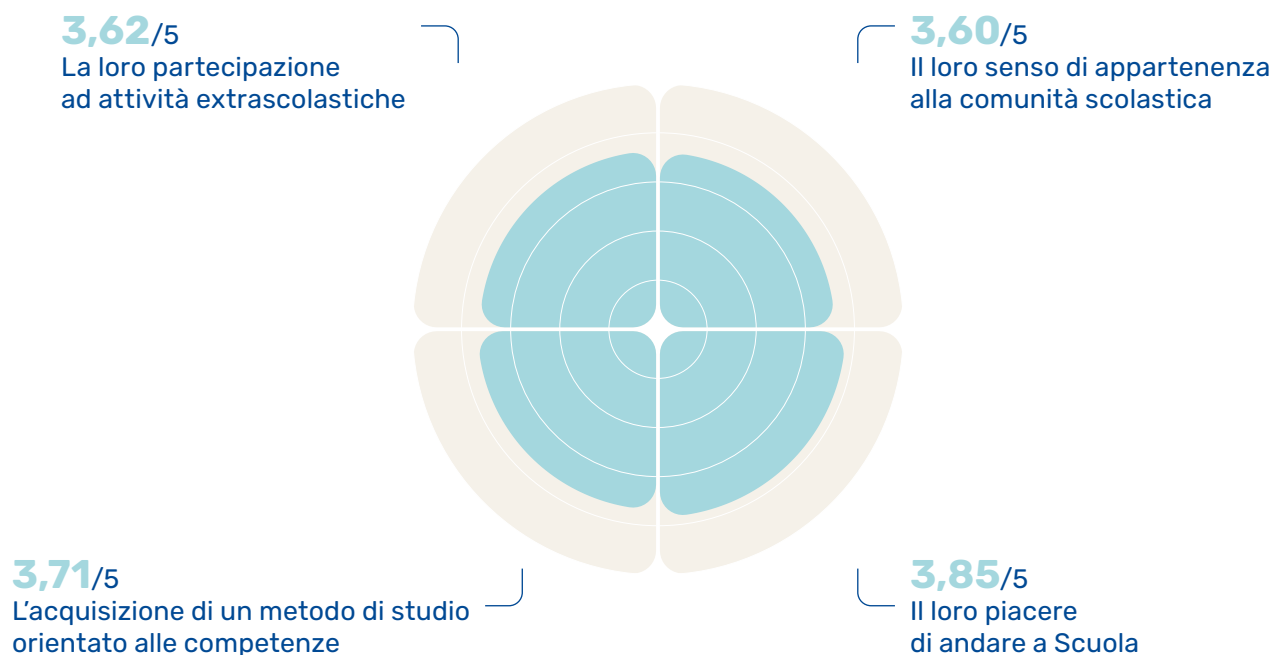 3,62/5
La loro partecipazione
ad attività extrascolastiche
3,60/5
Il loro senso di appartenenza
alla comunità scolastica
3,71/5
L'acquisizione di un metodo di studio
orientato alle competenze
3,85/5
Il loro piacere
di andare a Scuola